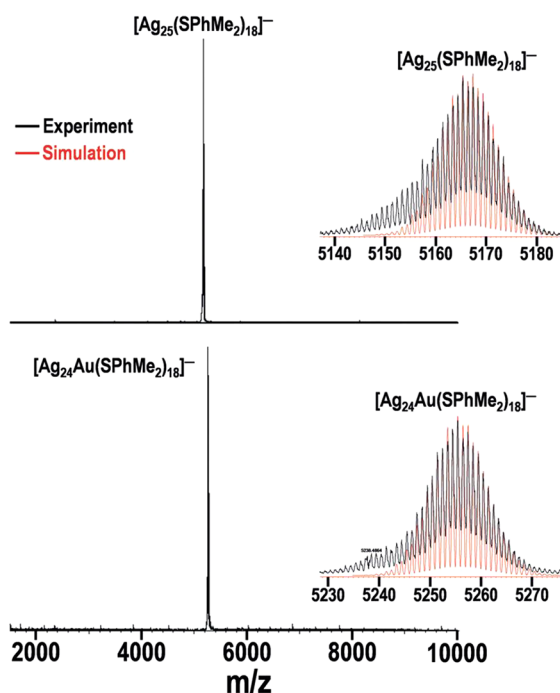 [Ag25(SPhMe2)18]—
[Ag25(SPhMe2)18]—
Experiment
Simulation
5140 5150 5160 5170 5180
[Ag24Au(SPhMe2)18]—
[Ag24Au(SPhMe2)18]—
5230 5240 5250 5260 5270
2000 4000 6000 8000 10000
m/z